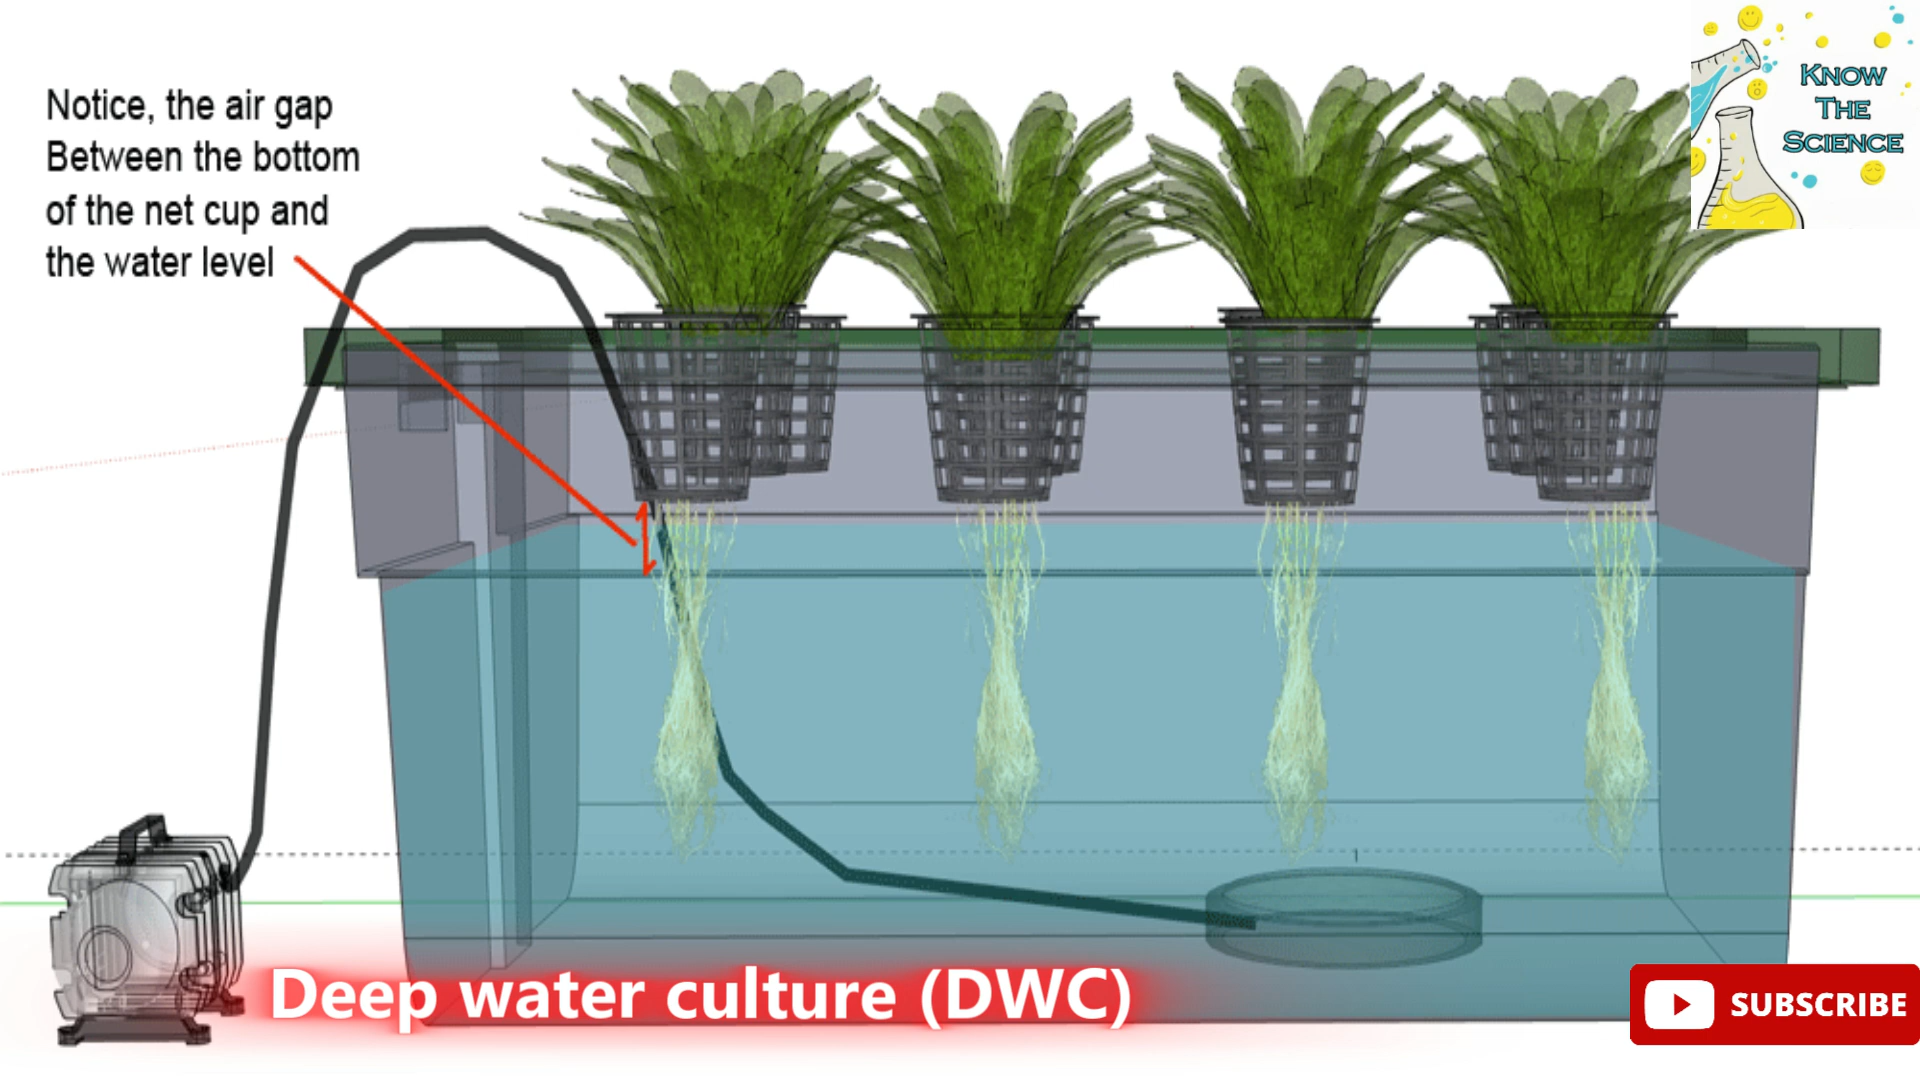 Notice, the air gap
Between the bottom
of the net cup and
the water level
KNOW
THE
SCIENCE
Deep water culture (DWC)
SUBSCRIBE